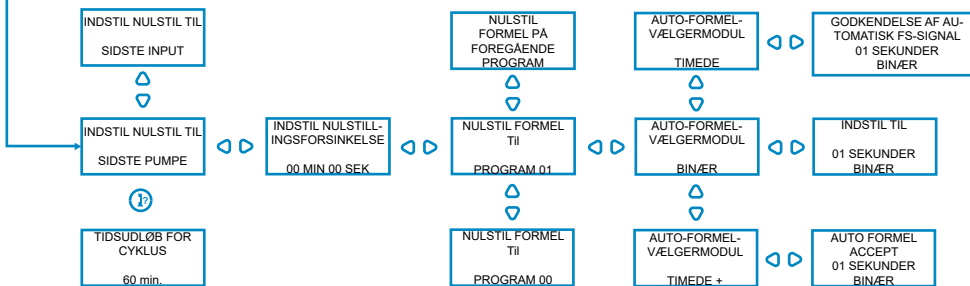 INDSTIL NULSTIL TIL
SIDSTE INPUT
NULSTIL
FORMEL PÅ
FOREGÅENDE
PROGRAM
AUTO-FORMEL-
VÆLGERMODUL
TIMEDE
GODKENDELSE AF AU-
TOMATISK FS-SIGNAL
01 SEKUNDER
BINÆR
INDSTIL NULSTIL TIL
SIDSTE PUMPE
INDSTIL NULSTILL-
INGSFORSINKELSE
00 MIN 00 SEK
NULSTIL FORMEL
Til
PROGRAM 01
AUTO-FORMEL-
VÆLGERMODUL
BINÆR
INDSTIL TIL
01 SEKUNDER
BINÆR
?
TIDSUDLØB FOR
CYKLUS
60 min.
NULSTIL FORMEL
Til
PROGRAM 00
AUTO-FORMEL-
VÆLGERMODUL
TIMEDE +
AUTO FORMEL
ACCEPT
01 SEKUNDER
BINÆR